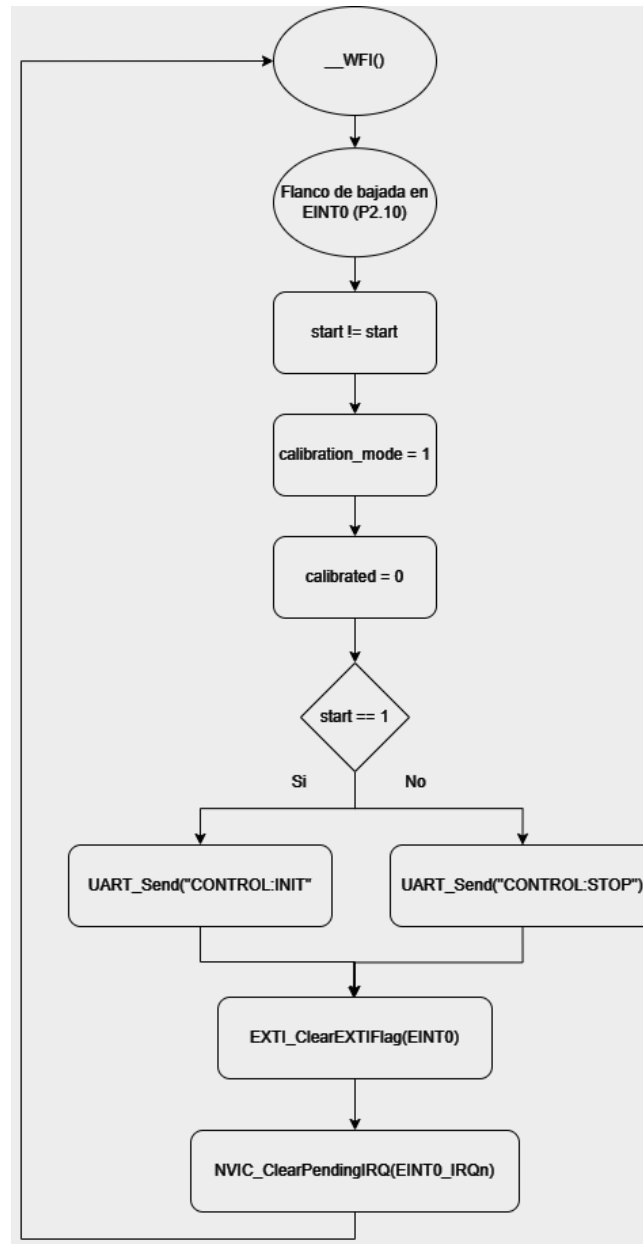 __WFI()
Flanco de bajada en
EINT0 (P2.10)
start != start
calibration_mode = 1
calibrated = 0
start == 1
Si
No
UART_Send("CONTROL:INIT"
UART_Send("CONTROL:STOP")
EXTI_ClearEXTIFlag(EINT0)
NVIC_ClearPendingIRQ(EINT0_IRQn)